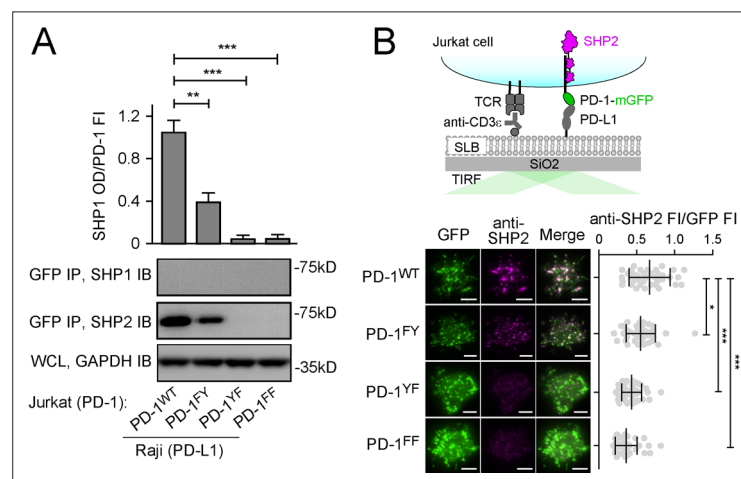 A
*** 
***
**
SHP1 OD/PD-1 FI
1.2
0.8
0.4
0
GFP IP, SHP1 IB
-75kD
GFP IP, SHP2 IB
-75kD
WCL, GAPDH IB
-35kD
Jurkat (PD-1):
PD-1WT
PD-1FY
PD-1YF
PD-1FF
Raji (PD-L1)
B
Jurkat cell
SHP2
TCR
PD-1-mGFP
anti-CD3ε
PD-L1
SLB
SiO2
TIRF
anti-SHP2 FI/GFP FI
GFP
anti-
SHP2
Merge
0 0.5 1.0 1.5
PD-1WT
PD-1FY
PD-1YF
PD-1FF
*
***
***